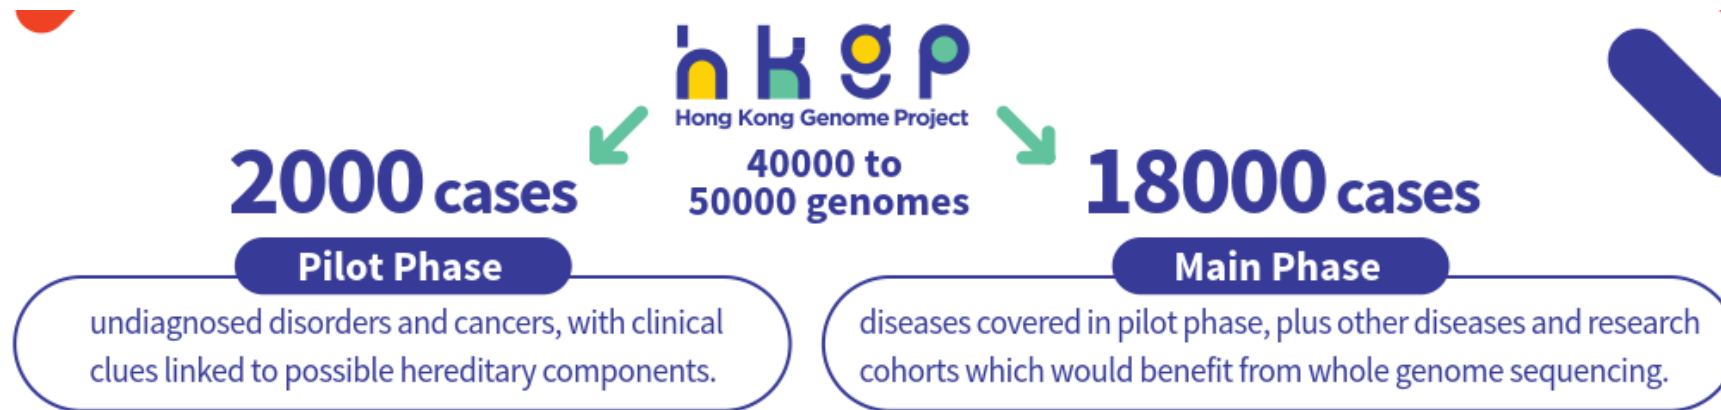 hkgp
Hong Kong Genome Project
40000 to
50000 genomes
2000 cases
Pilot Phase
undiagnosed disorders and cancers, with clinical
clues linked to possible hereditary components.
18000 cases
Main Phase
diseases covered in pilot phase, plus other diseases and research
cohorts which would benefit from whole genome sequencing.